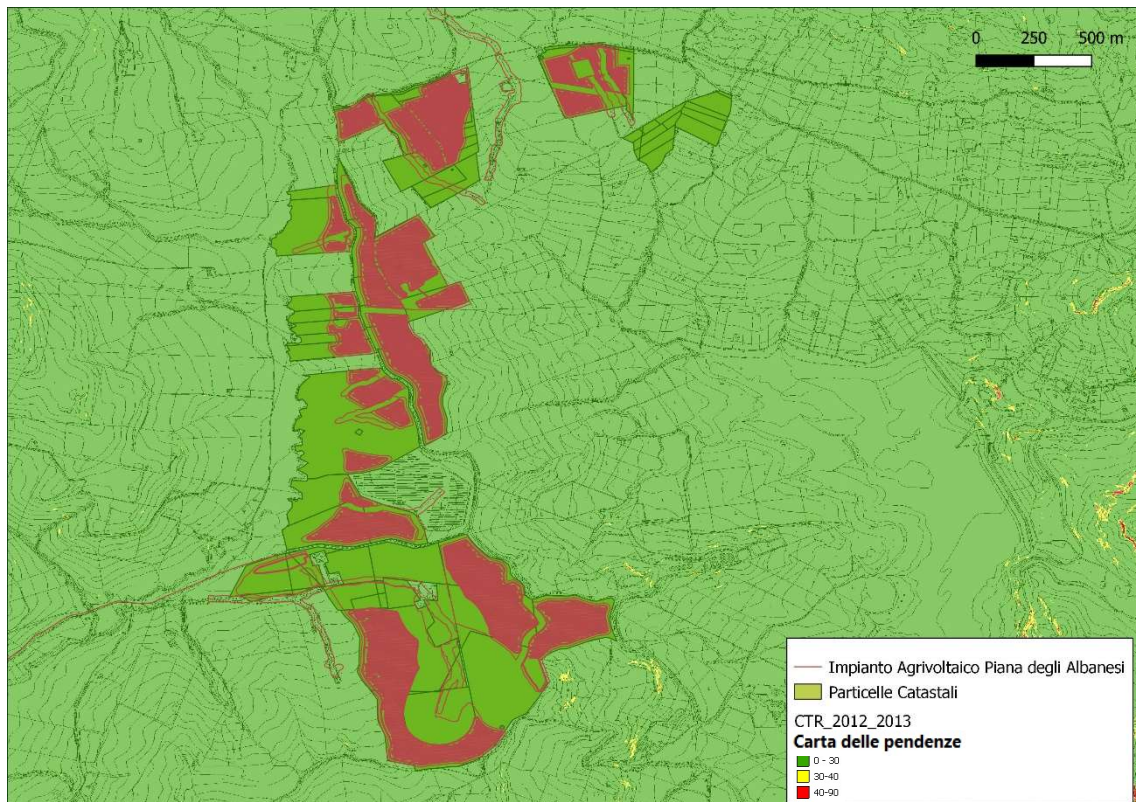 0 250 500 m
Impianto Agrivoltaico Piana degli Albanesi
Particelle Catastali
CTR_2012_2013
Carta delle pendenze
0 - 30
30-40
40-90